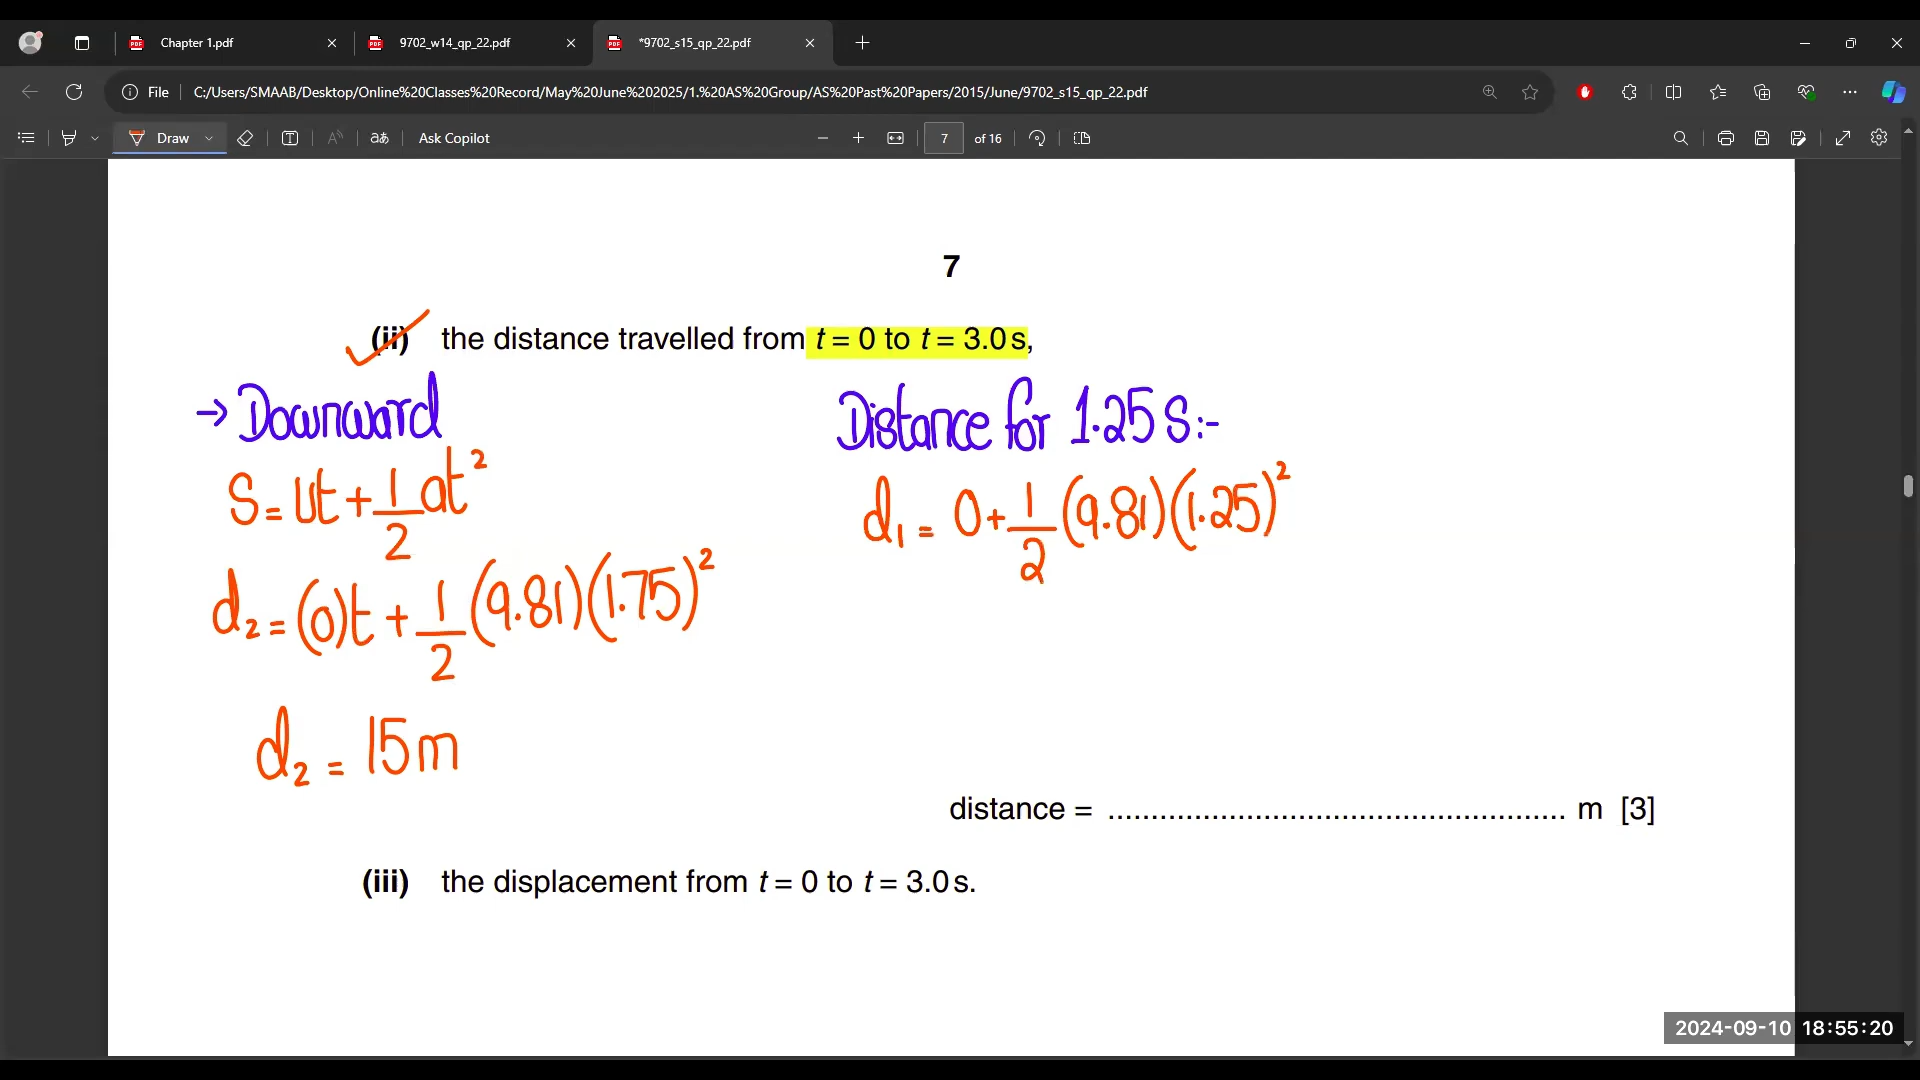 Chapter 1.pdf
9702_w14_qp_22.pdf
*9702_s15_qp_22.pdf
File
C:/Users/SMAAB/Desktop/Online%20Classes%20Record/May%20June%202025/1.%20AS%20Group/AS%20Past%20Papers/2015/June/9702_s15_qp_22.pdf
Draw
Ask Copilot
7 of 16
7
(ii) the distance travelled from t = 0 to t = 3.0 s,
→ Downward
S = Ut + 1/2 at²
d₂ = (0)t + 1/2 (9.81)(1.75)²
d₂ = 15m
Distance for 1.25 S:-
d₁ = 0 + 1/2 (9.81)(1.25)²
distance = ..................................................... m [3]
(iii) the displacement from t = 0 to t = 3.0 s.
2024-09-10 18:55:20